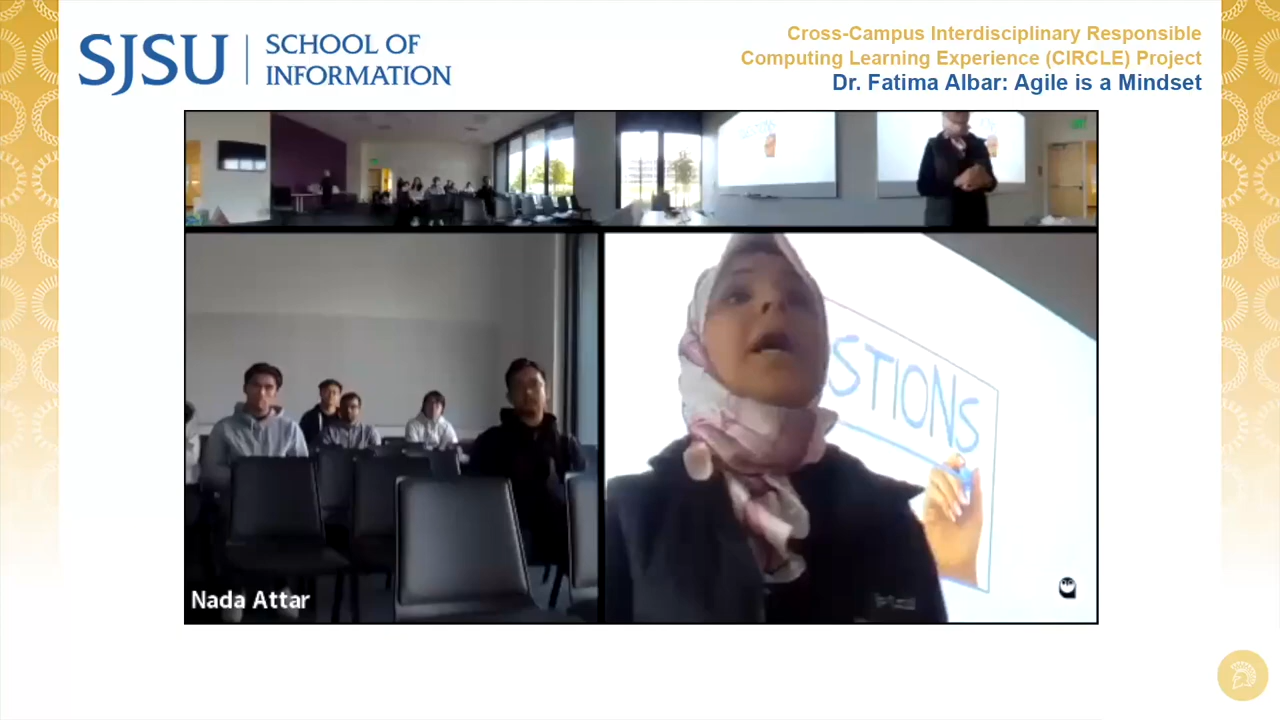 SJSU
SCHOOL OF
INFORMATION
Cross-Campus Interdisciplinary Responsible
Computing Learning Experience (CIRCLE) Project
Dr. Fatima Albar: Agile is a Mindset
STIONS
Nada Attar